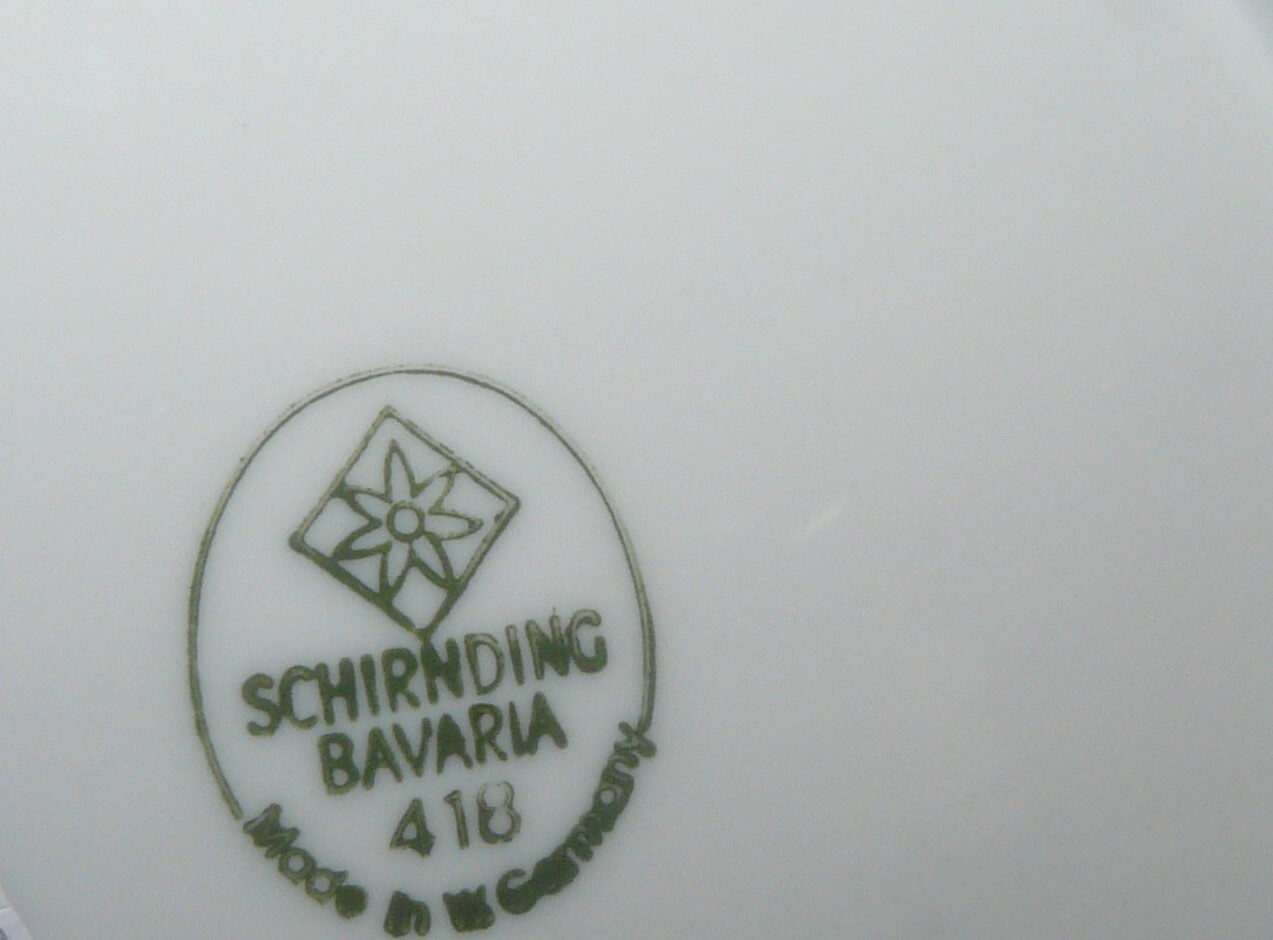 SCHIRNDING
BAVARIA
418
Made in W. Germany